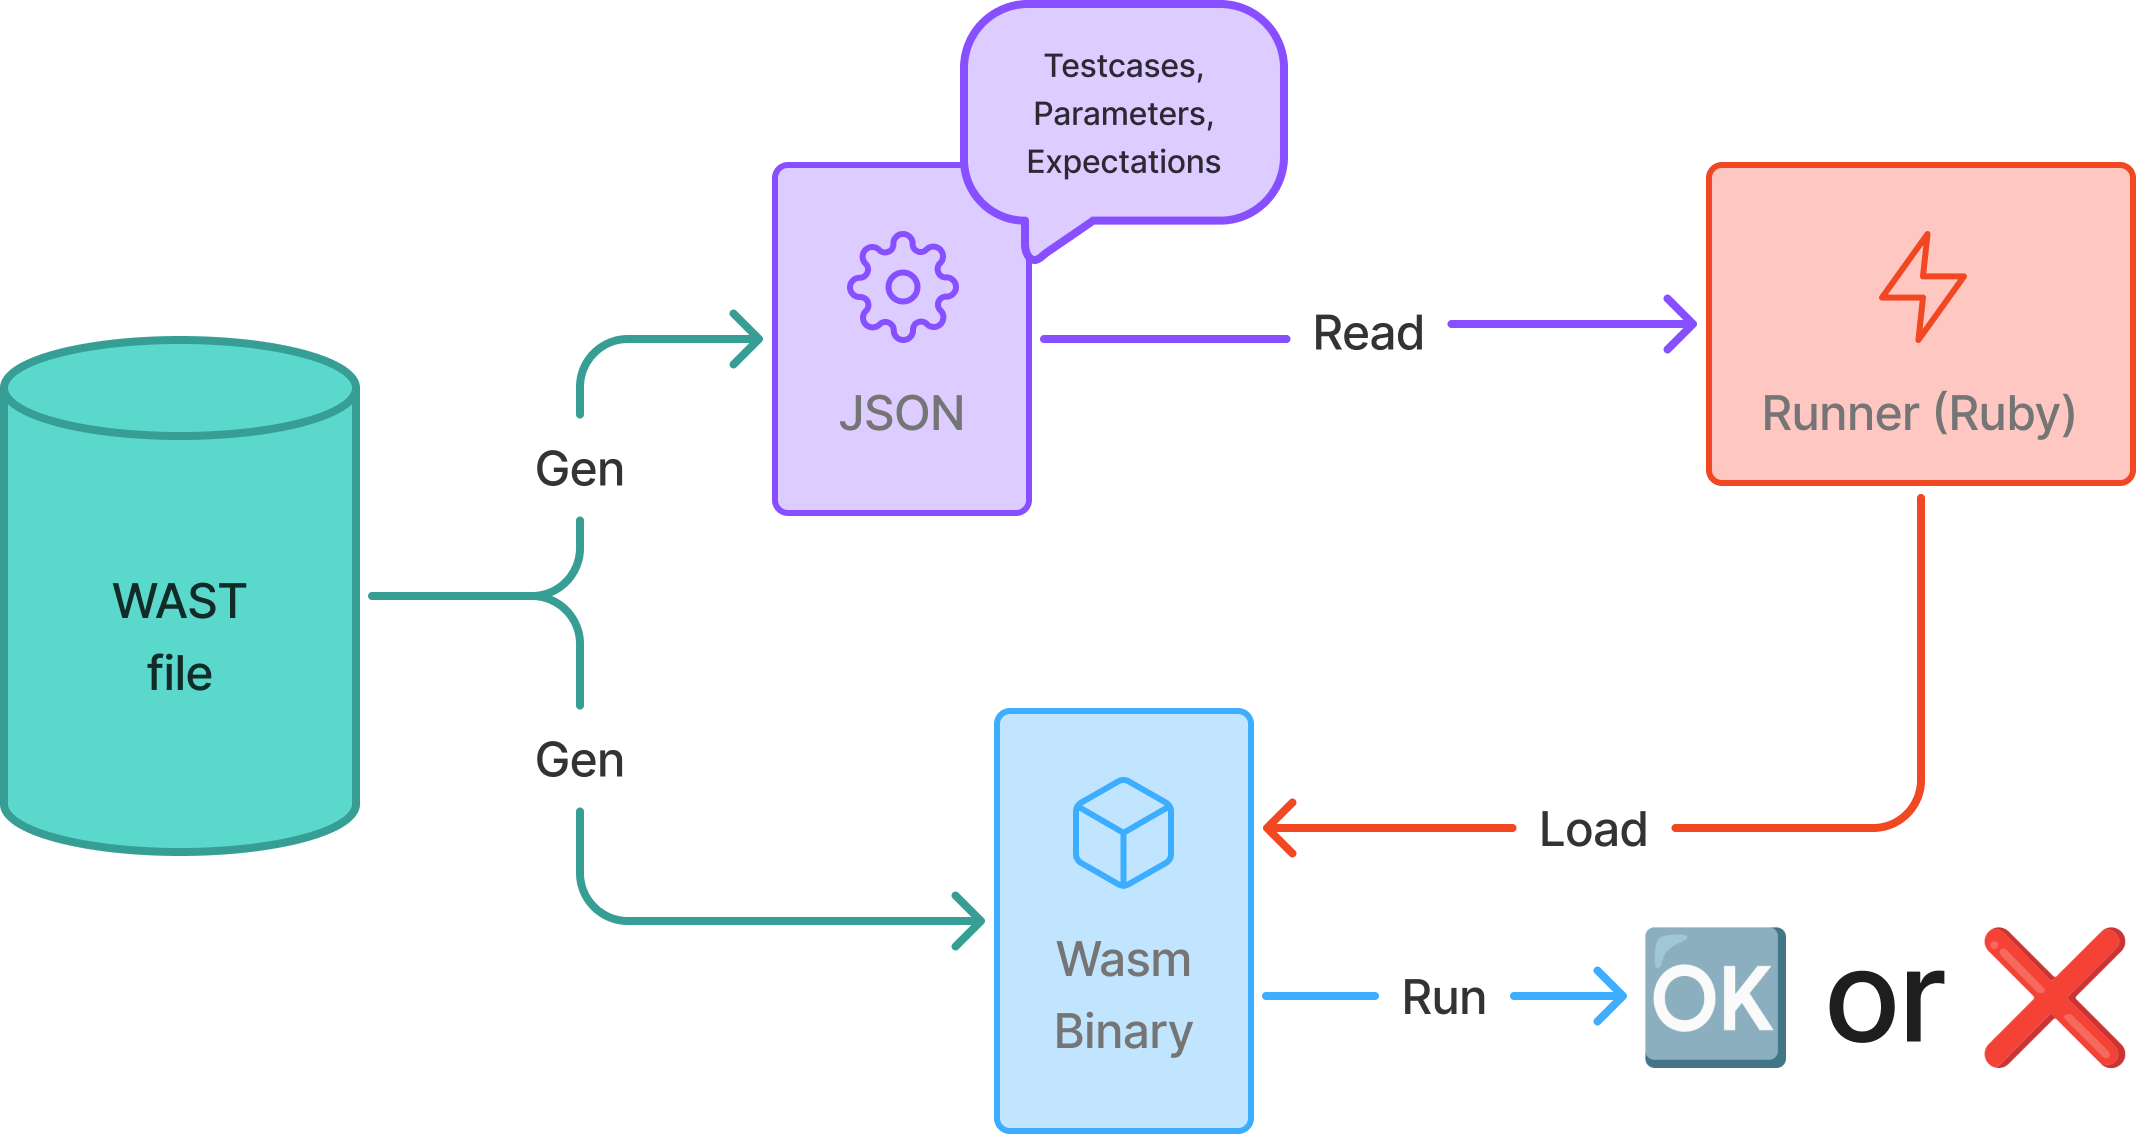 Testcases,
Parameters,
Expectations
JSON
Read
Runner (Ruby)
Gen
WAST
file
Gen
Load
Wasm
Binary
Run
OK or